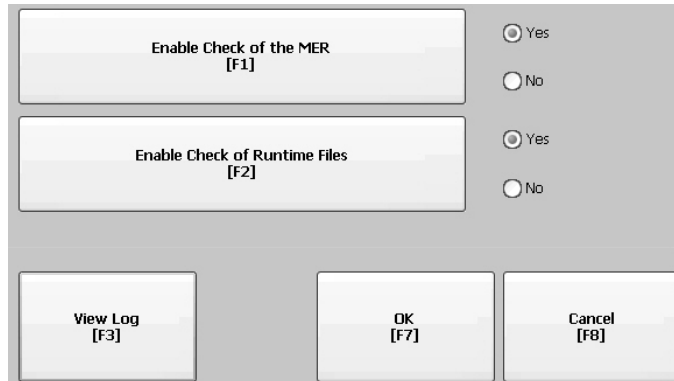 Enable Check of the MER
[F1]
Yes
No
Enable Check of Runtime Files
[F2]
Yes
No
View Log
[F3]
OK
[F7]
Cancel
[F8]